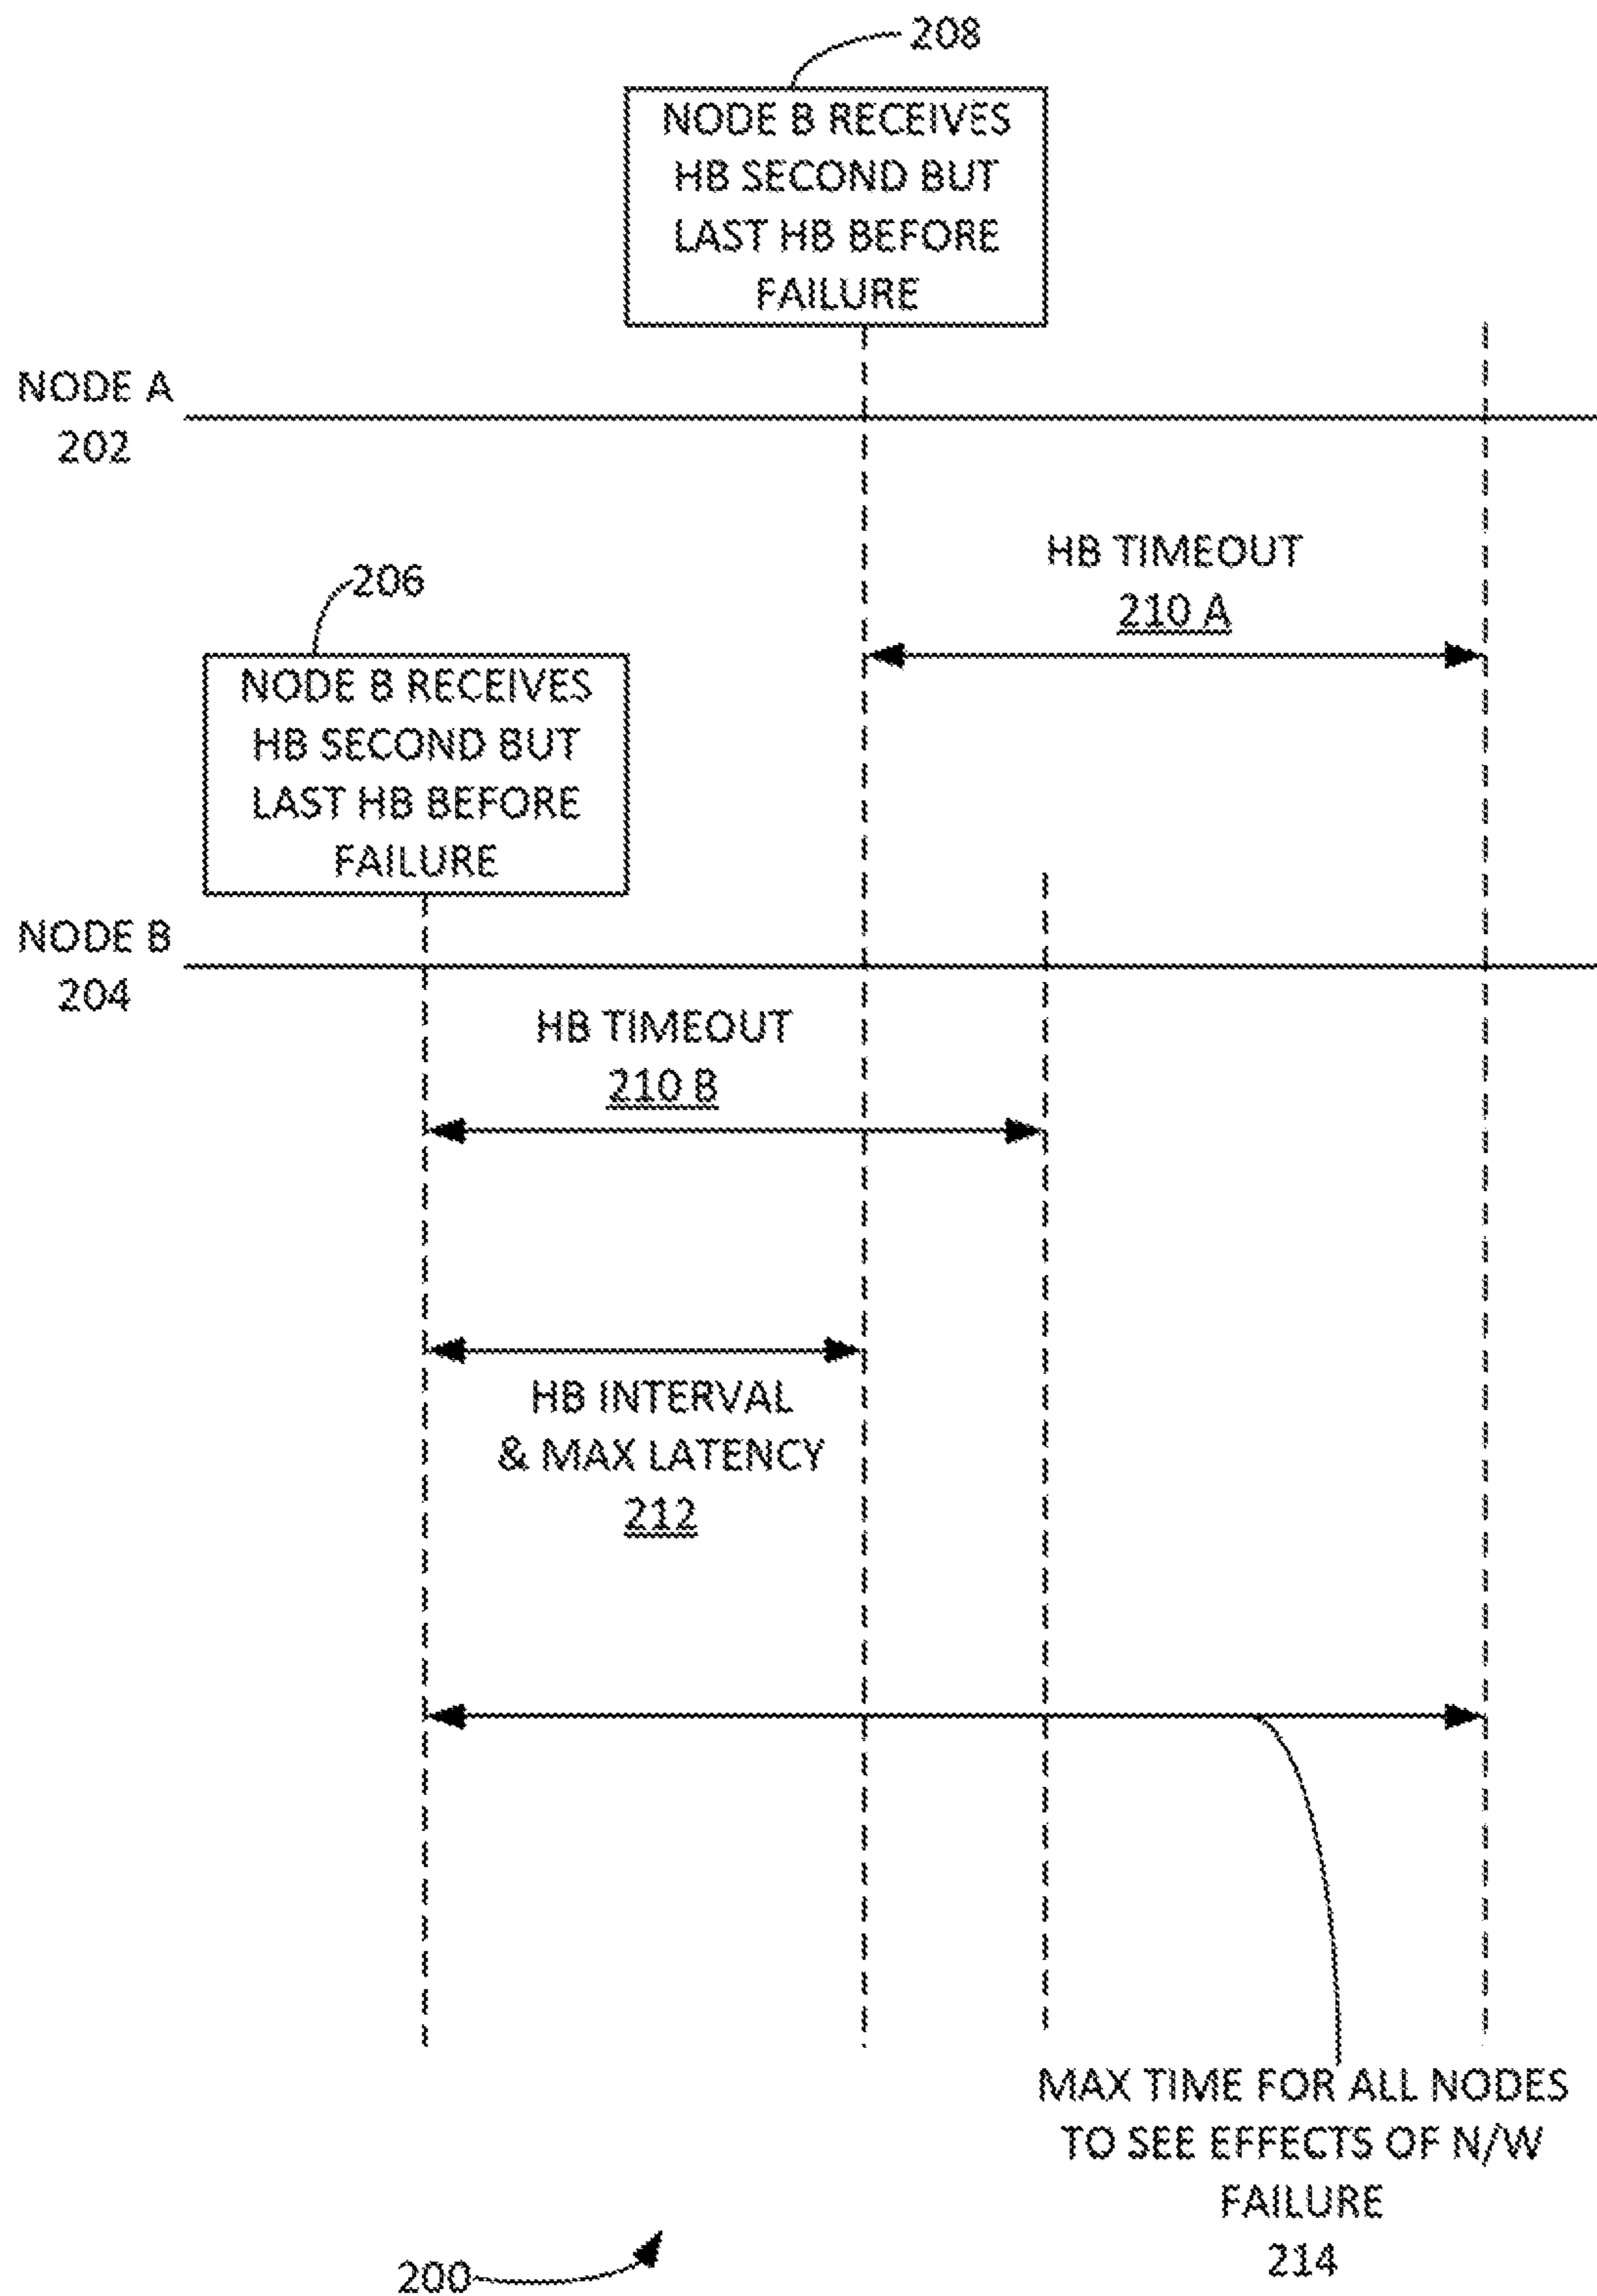 208
NODE B RECEIVES
HB SECOND BUT
LAST HB BEFORE
FAILURE
NODE A
202
HB TIMEOUT
210 A
206
NODE B RECEIVES
HB SECOND BUT
LAST HB BEFORE
FAILURE
NODE B
204
HB TIMEOUT
210 B
HB INTERVAL
& MAX LATENCY
212
MAX TIME FOR ALL NODES
TO SEE EFFECTS OF N/W
FAILURE
214
200